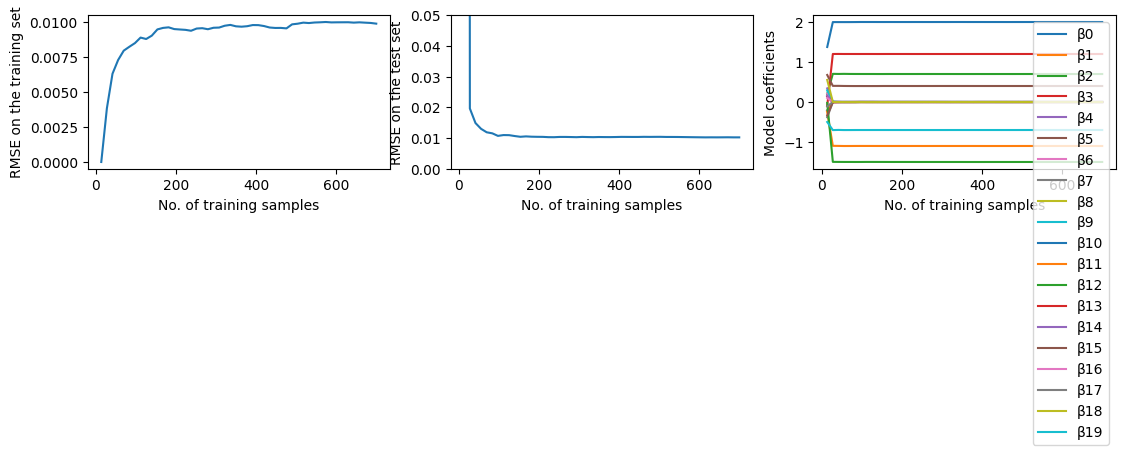 RMSE on the training set
0.0100
0.0075
0.0050
0.0025
0.0000
0
200
400
600
No. of training samples
RMSE on the test set
0.05
0.04
0.03
0.02
0.01
0.00
0
200
400
600
No. of training samples
Model coefficients
2
1
0
−1
0
200
400
600
No. of training samples
β0
β1
β2
β3
β4
β5
β6
β7
β8
β9
β10
β11
β12
β13
β14
β15
β16
β17
β18
β19